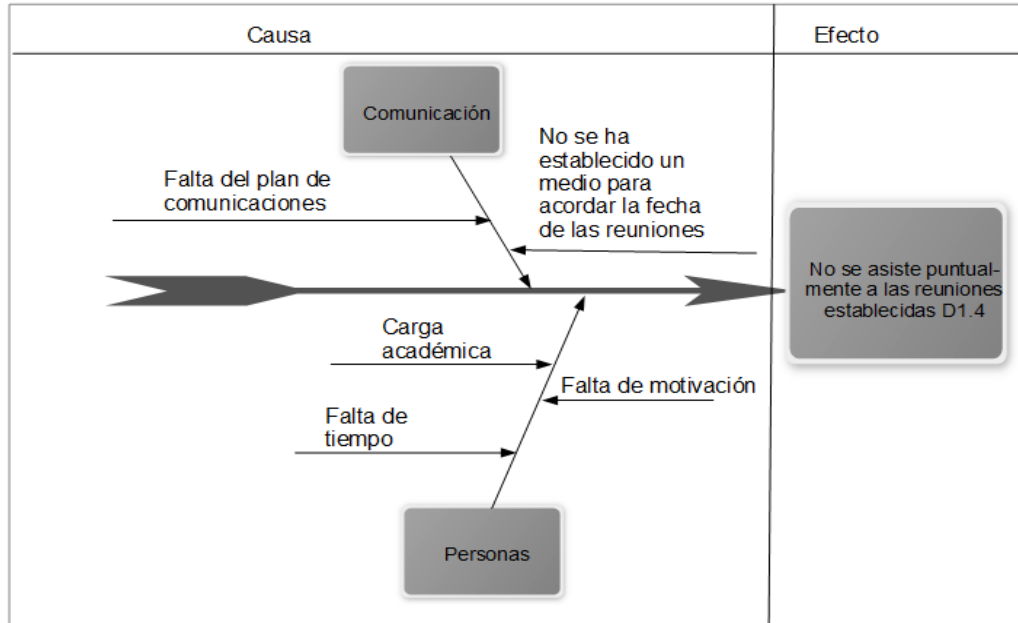 Causa
Efecto
Comunicación
No se ha
establecido un
medio para
acordar la fecha
de las reuniones
Falta del plan de
comunicaciones
No se asiste puntual-
mente a las reuniones
establecidas D1.4
Carga
académica
Falta de motivación
Falta de
tiempo
Personas